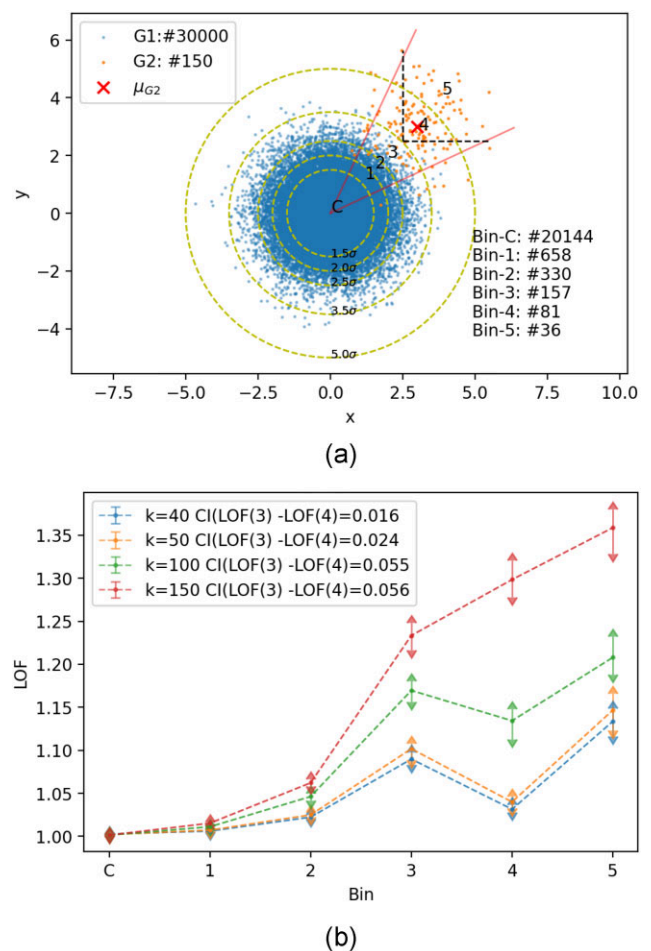 G1:#30000
G2: #150
μG2
6
4
2
0
−2
−4
y
5
4
3
2
1
C
1.5σ
2.0σ
2.5σ
3.5σ
5.0σ
Bin-C: #20144
Bin-1: #658
Bin-2: #330
Bin-3: #157
Bin-4: #81
Bin-5: #36
−7.5 −5.0 −2.5 0.0 2.5 5.0 7.5 10.0
x
(a)
k=40 CI(LOF(3) -LOF(4)=0.016
k=50 CI(LOF(3) -LOF(4)=0.024
k=100 CI(LOF(3) -LOF(4)=0.055
k=150 CI(LOF(3) -LOF(4)=0.056
1.35
1.30
1.25
1.20
1.15
1.10
1.05
1.00
LOF
C 1 2 3 4 5
Bin
(b)